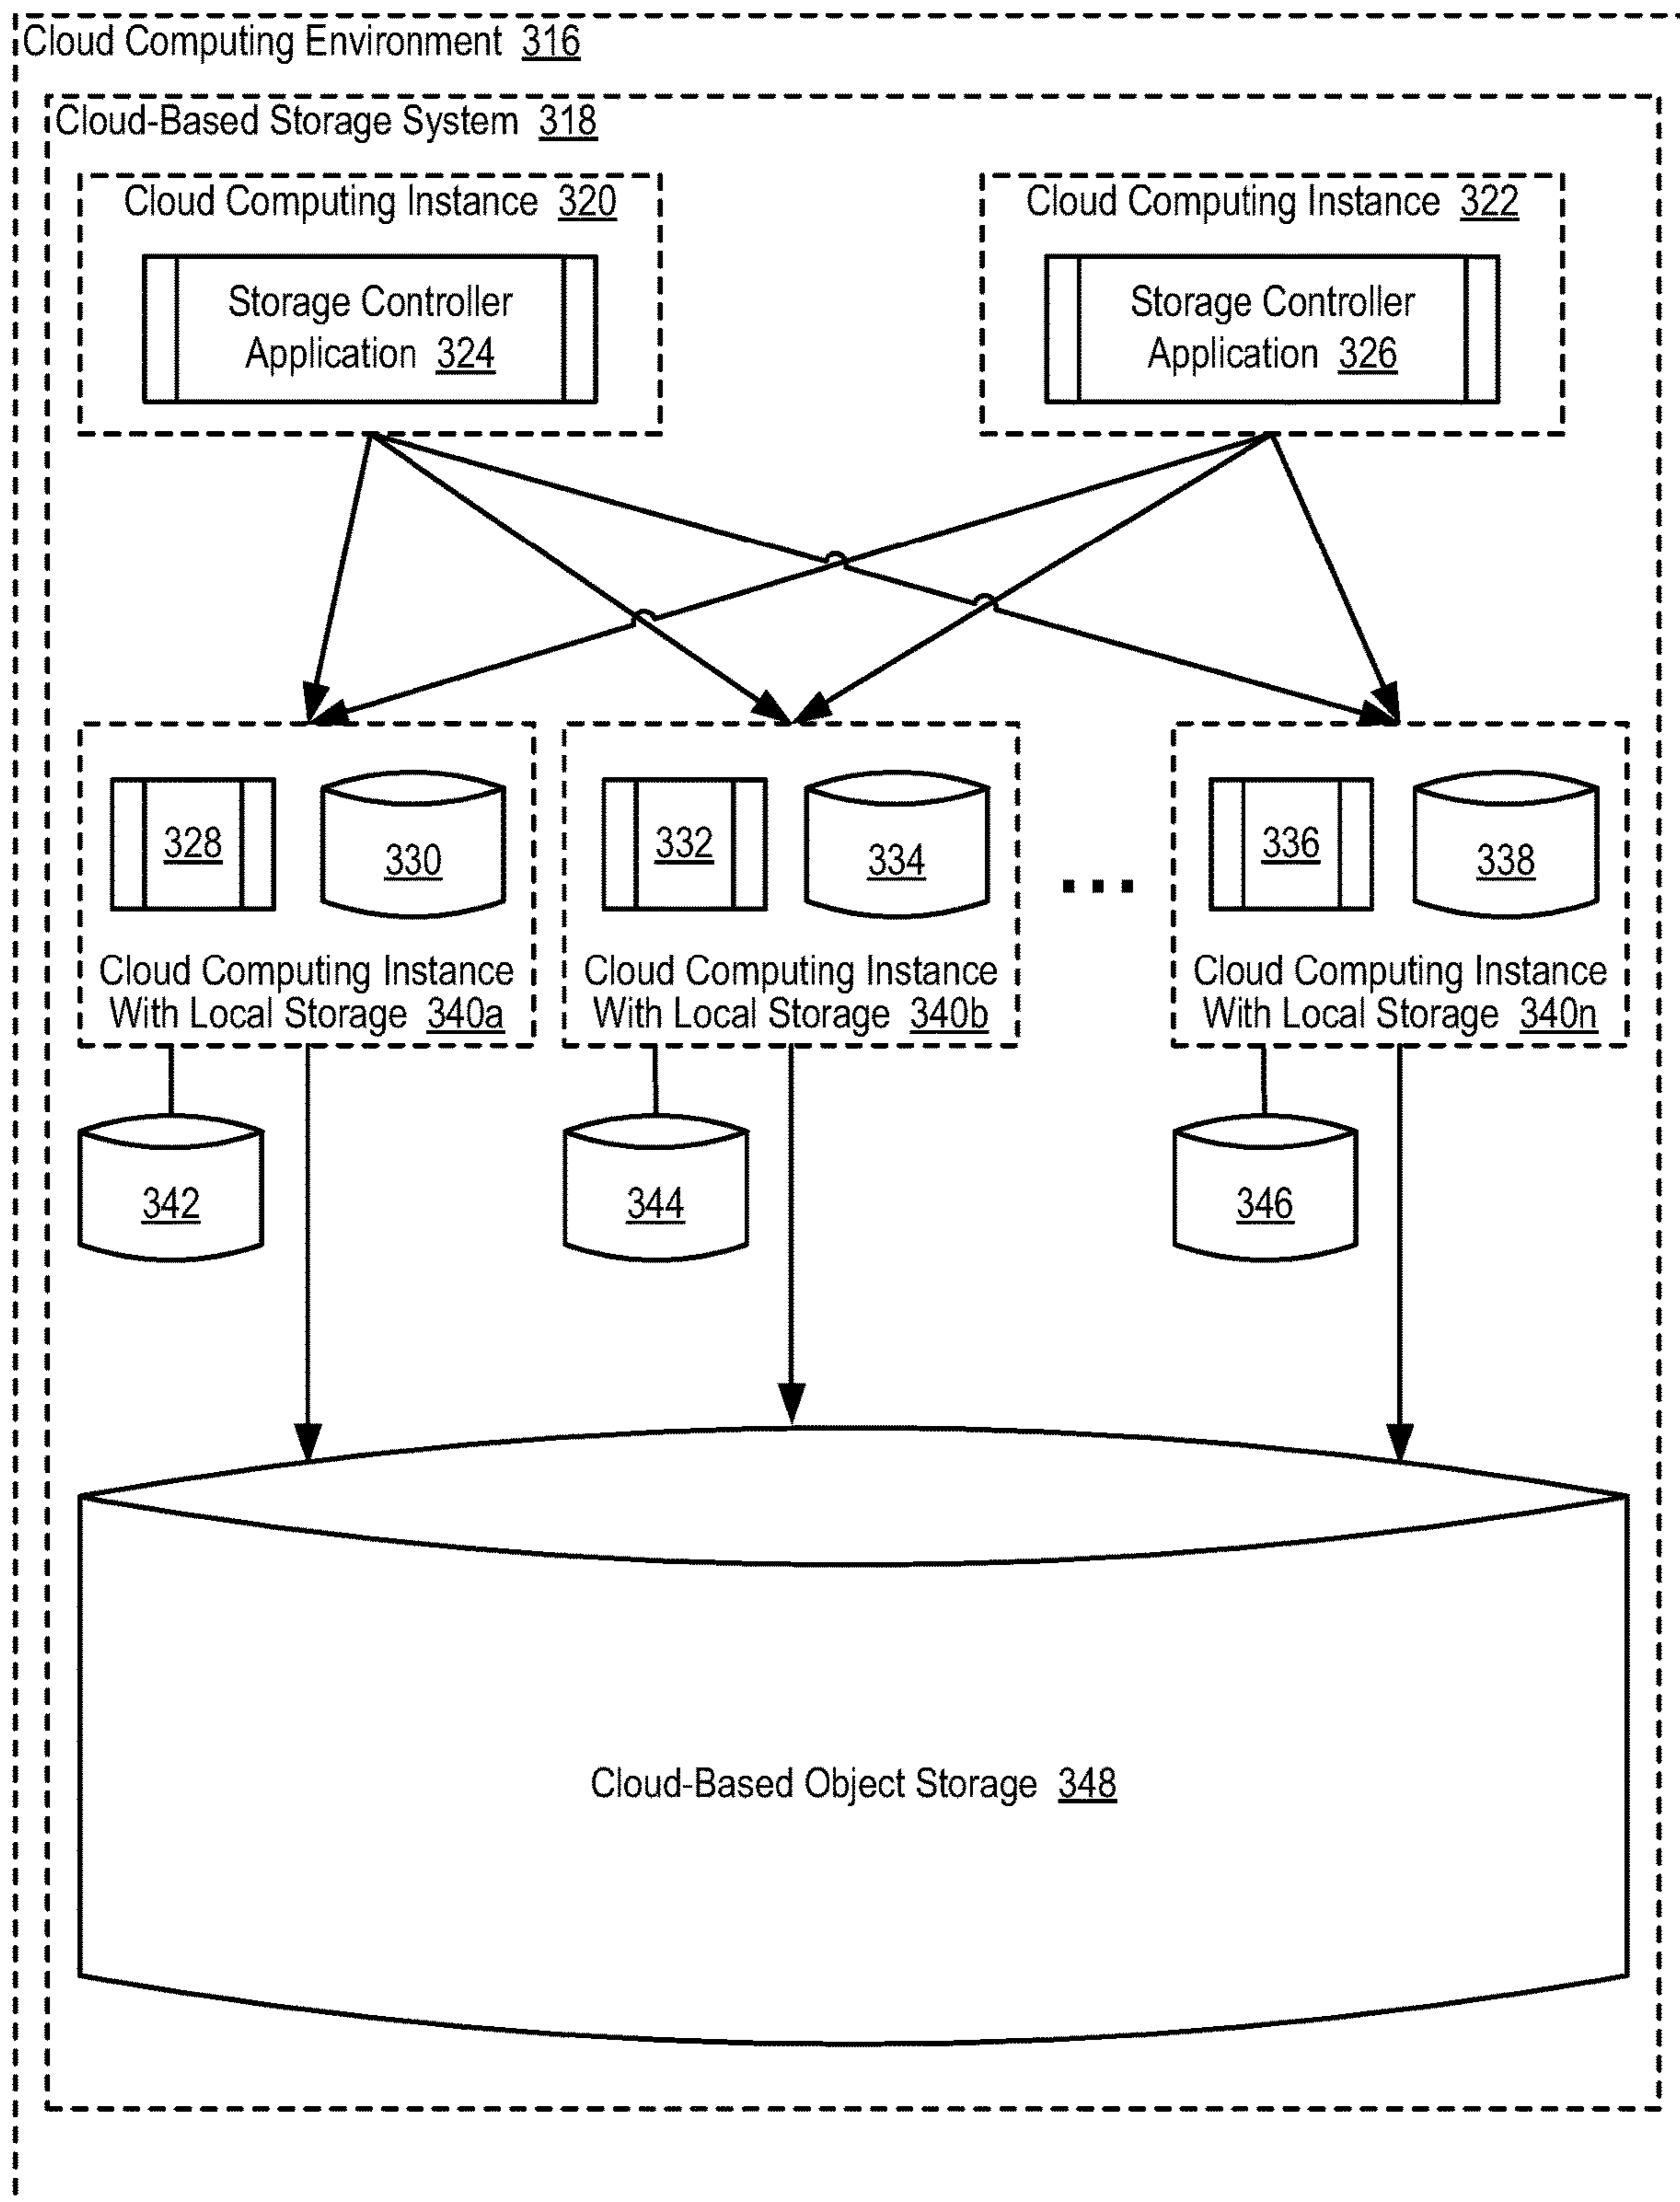 Cloud Computing Environment 316
Cloud-Based Storage System 318
Cloud Computing Instance 320
Storage Controller
Application 324
Cloud Computing Instance 322
Storage Controller
Application 326
328
330
Cloud Computing Instance
With Local Storage 340a
332
334
Cloud Computing Instance
With Local Storage 340b
...
336
338
Cloud Computing Instance
With Local Storage 340n
342
344
346
Cloud-Based Object Storage 348